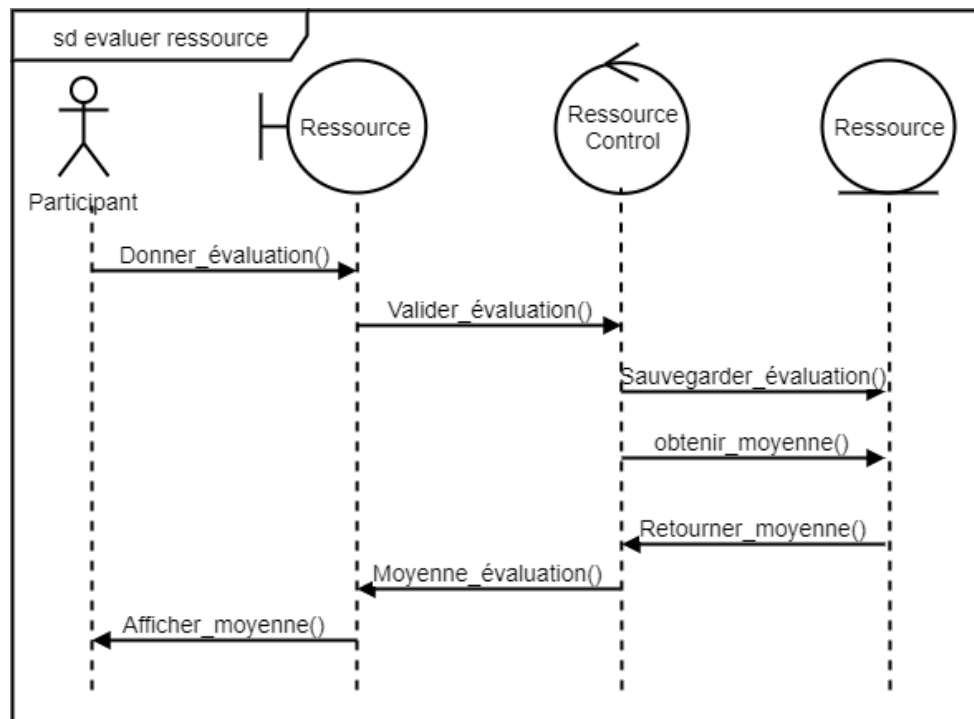 sd evaluer ressource
Ressource
Ressource
Control
Ressource
Participant
Donner_évaluation()
Valider_évaluation()
Sauvegarder_évaluation()
obtenir_moyenne()
Retourner_moyenne()
Moyenne_évaluation()
Afficher_moyenne()